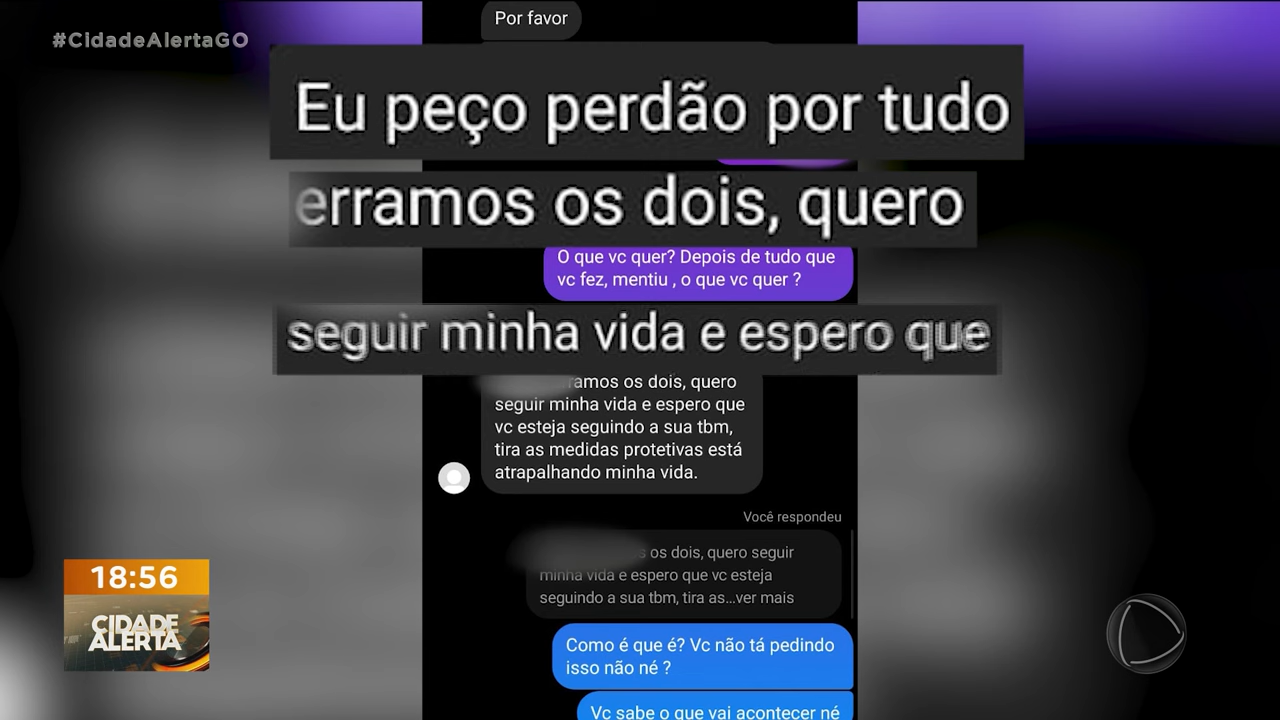 #CidadeAlertaGO
Por favor
Eu peço perdão por tudo
erramos os dois, quero
O que vc quer? Depois de tudo que
vc fez, mentiu , o que vc quer ?
seguir minha vida e espero que
ramos os dois, quero
seguir minha vida e espero que
vc esteja seguindo a sua tbm,
tira as medidas protetivas está
atrapalhando minha vida.
Você respondeu
s os dois, quero seguir
minha vida e espero que vc esteja
seguindo a sua tbm, tira as...ver mais
Como é que é? Vc não tá pedindo
isso não né ?
Vc sabe o que vai acontecer né
18:56
CIDADE
ALERTA